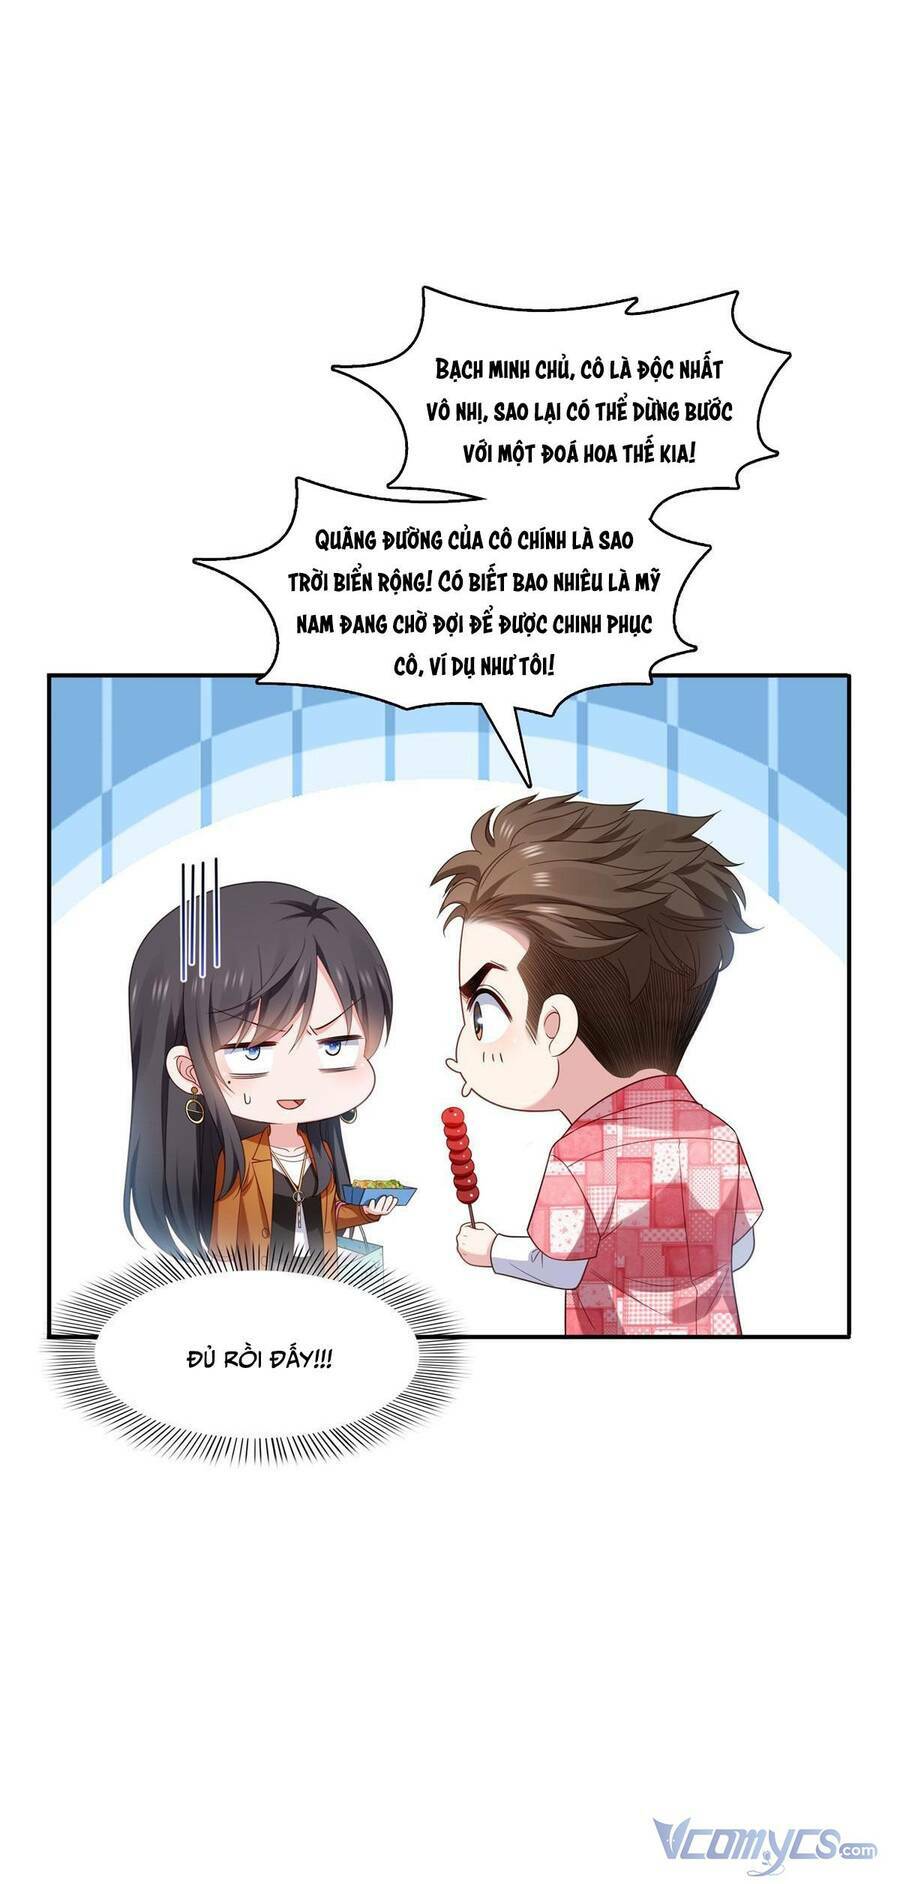 BẠCH MINH CHỦ, CÔ LÀ ĐỘC NHẤT
VÔ NHỊ, SAO LẠI CÓ THỂ DỪNG BƯỚC
VỚI MỘT ĐOÁ HOA THẾ KIA!
QUÃNG ĐƯỜNG CỦA CÔ CHÍNH LÀ SAO
TRỜI BIỂN RỘNG! CÓ BIẾT BAO NHIÊU LÀ MỸ
NAM ĐANG CHỜ ĐỢI ĐỂ ĐƯỢC CHINH PHỤC
CÔ, VÍ DỤ NHƯ TÔI!
ĐỦ RỒI ĐẤY!!!
VCOMYCS.com